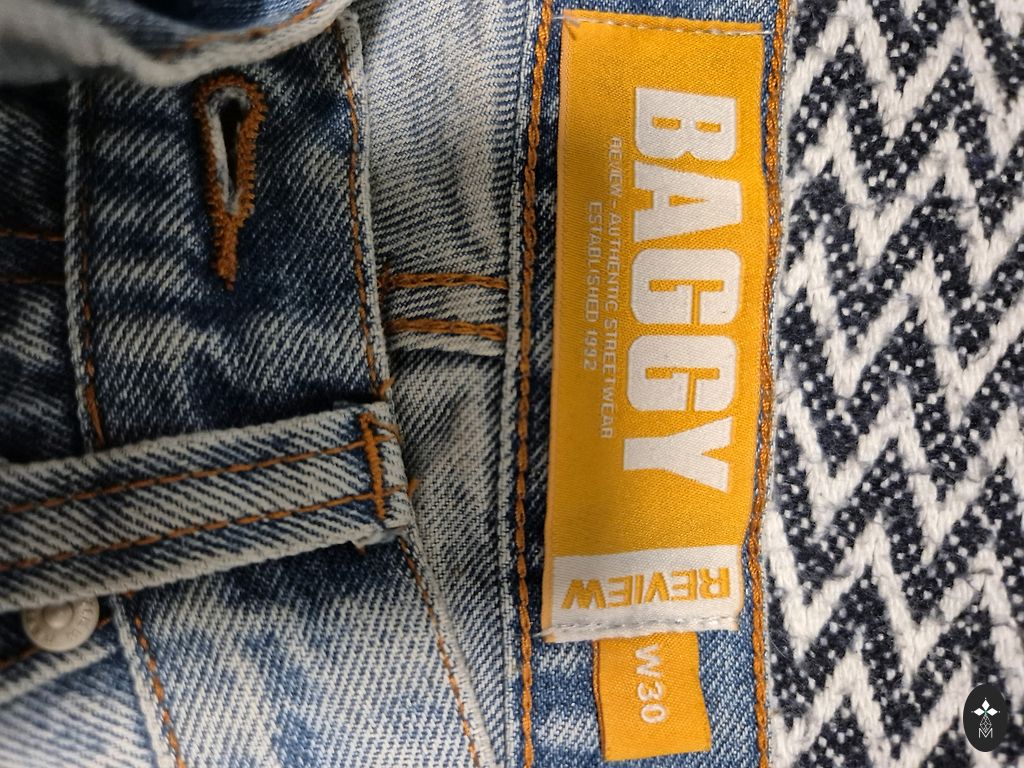 BAGGY
REVIEW - AUTHENTIC STREETWEAR
ESTABLISHED 1992
REVIEW
W30
M